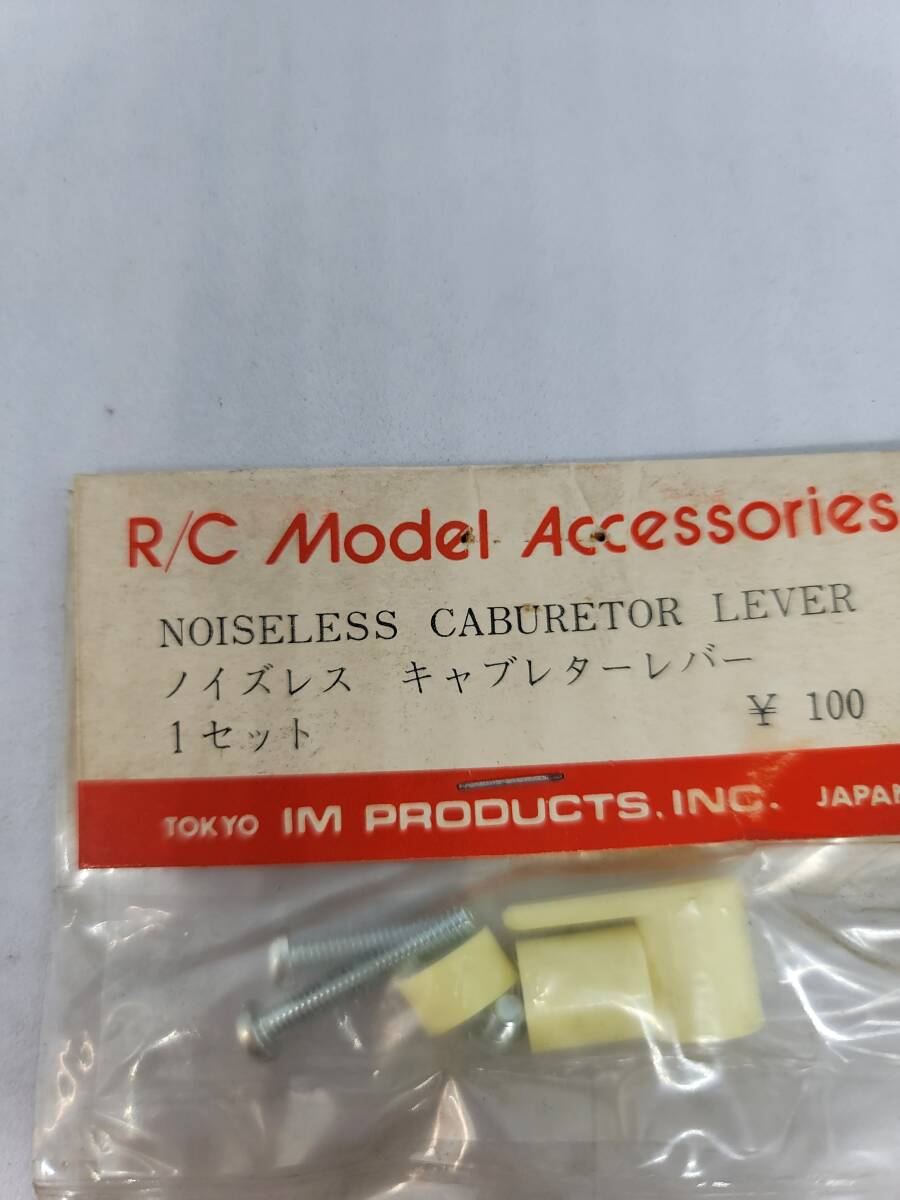 R/C Model Accessories
NOISELESS CABURETOR LEVER
ノイズレス キャブレターレバー
1セット ¥ 100
TOKYO IM PRODUCTS, INC. JAPAN